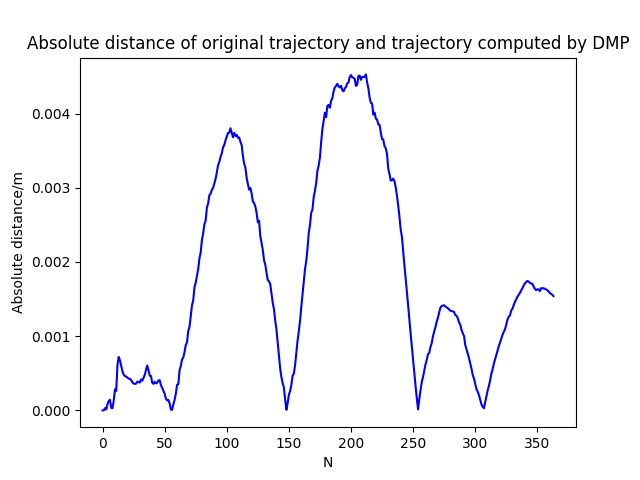 Absolute distance of original trajectory and trajectory computed by DMP
0.004
0.003
0.002
0.001
0.000
Absolute distance/m
0 50 100 150 200 250 300 350
N